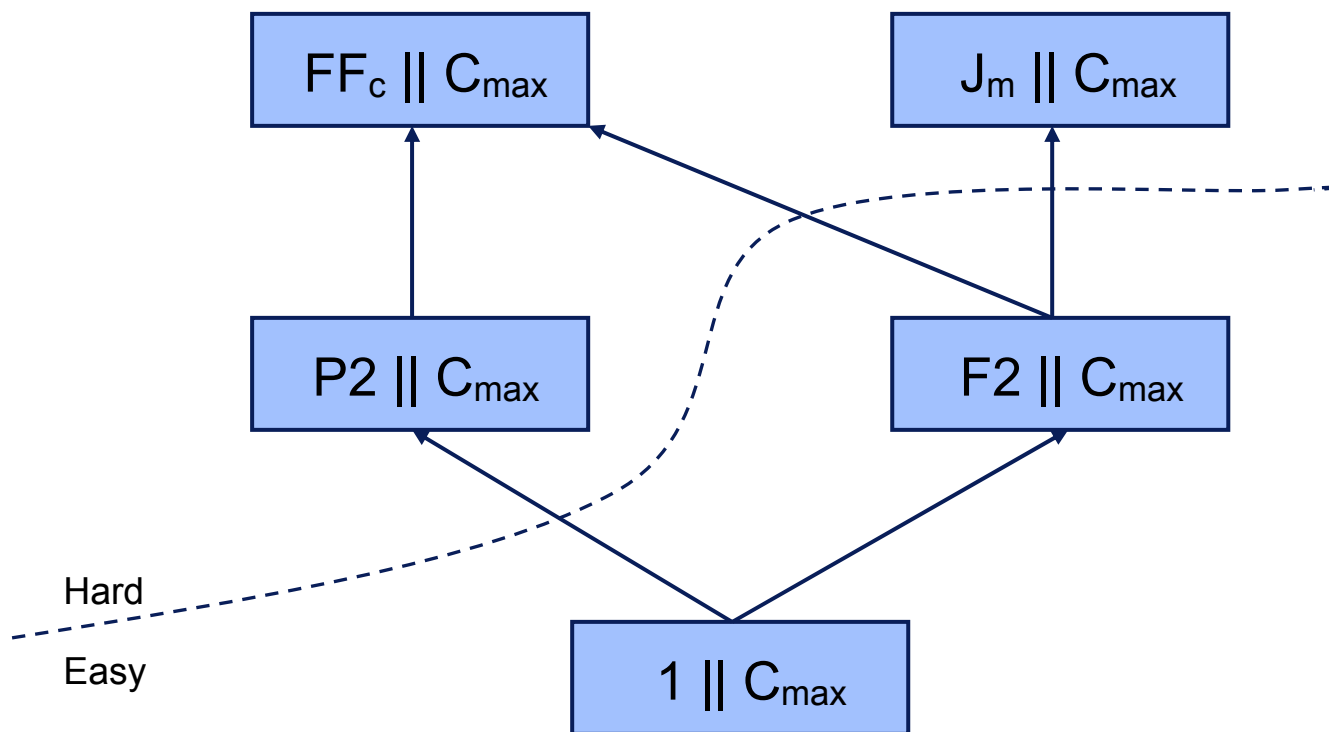 FFc || Cmax
Jm || Cmax
P2 || Cmax
F2 || Cmax
Hard
Easy
1 || Cmax